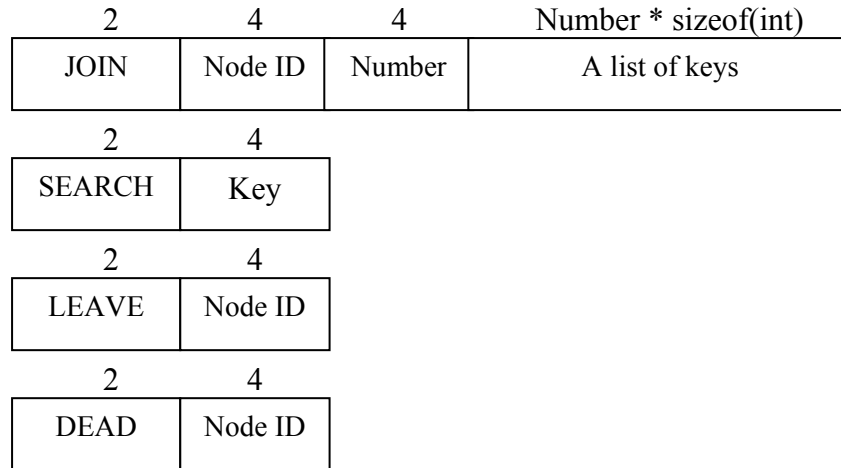 2 4 4 Number * sizeof(int)
JOIN Node ID Number A list of keys
2 4
SEARCH Key
2 4
LEAVE Node ID
2 4
DEAD Node ID